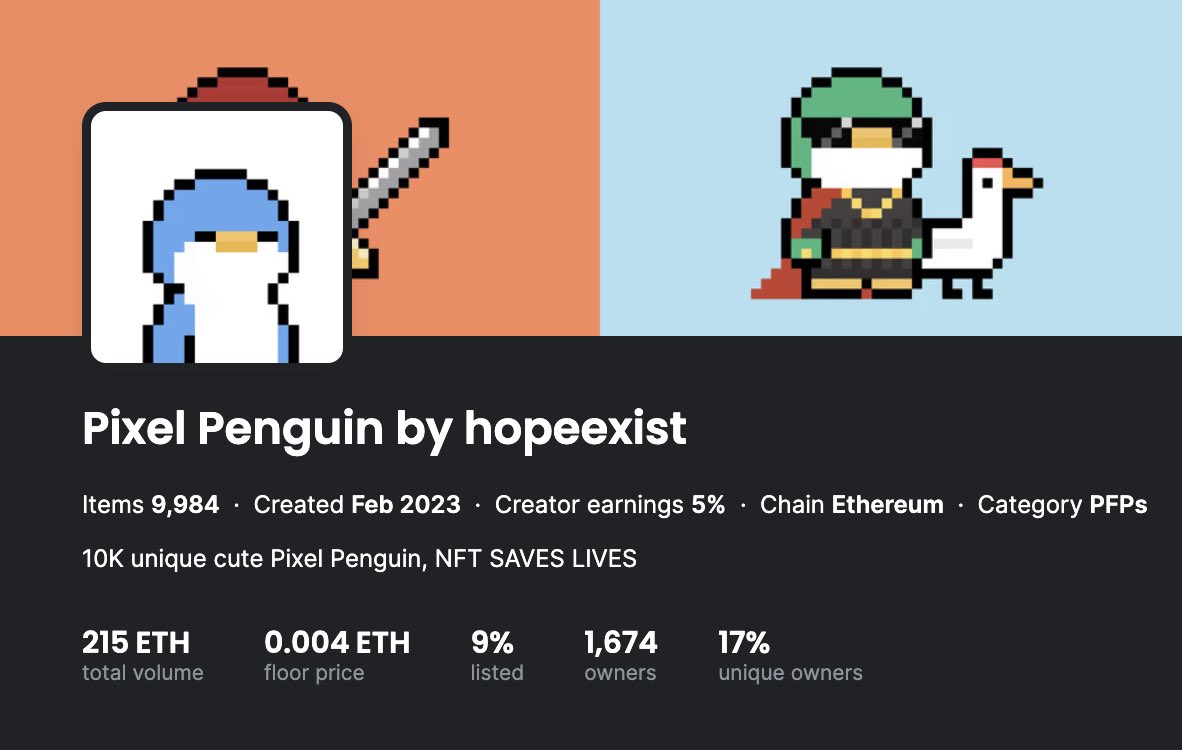 Pixel Penguin by hopeexist
Items 9,984 · Created Feb 2023 · Creator earnings 5% · Chain Ethereum · Category PFPs
10K unique cute Pixel Penguin, NFT SAVES LIVES
215 ETH 0.004 ETH 9% 1,674 17%
total volume floor price listed owners unique owners